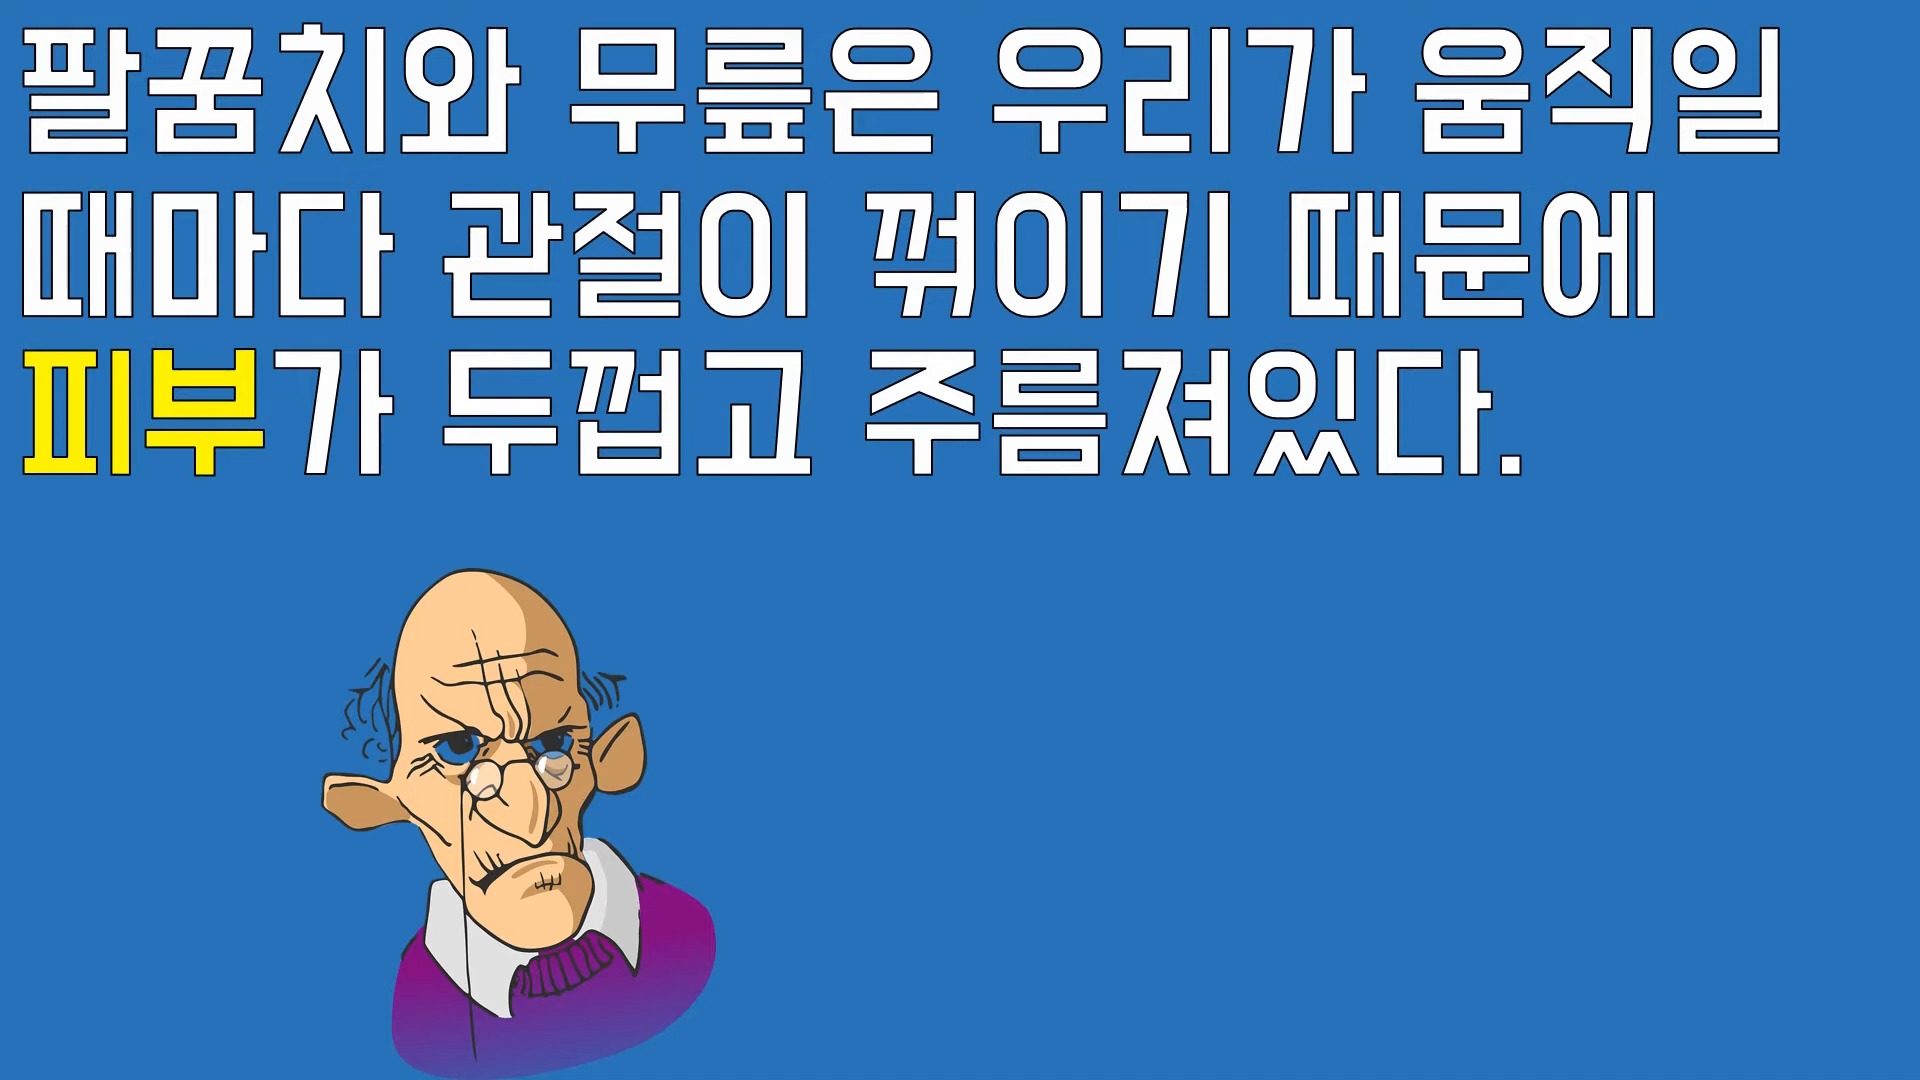 팔꿈치와 무릎은 우리가 움직일
때마다 관절이 꺾이기 때문에
피부가 두껍고 주름져있다.